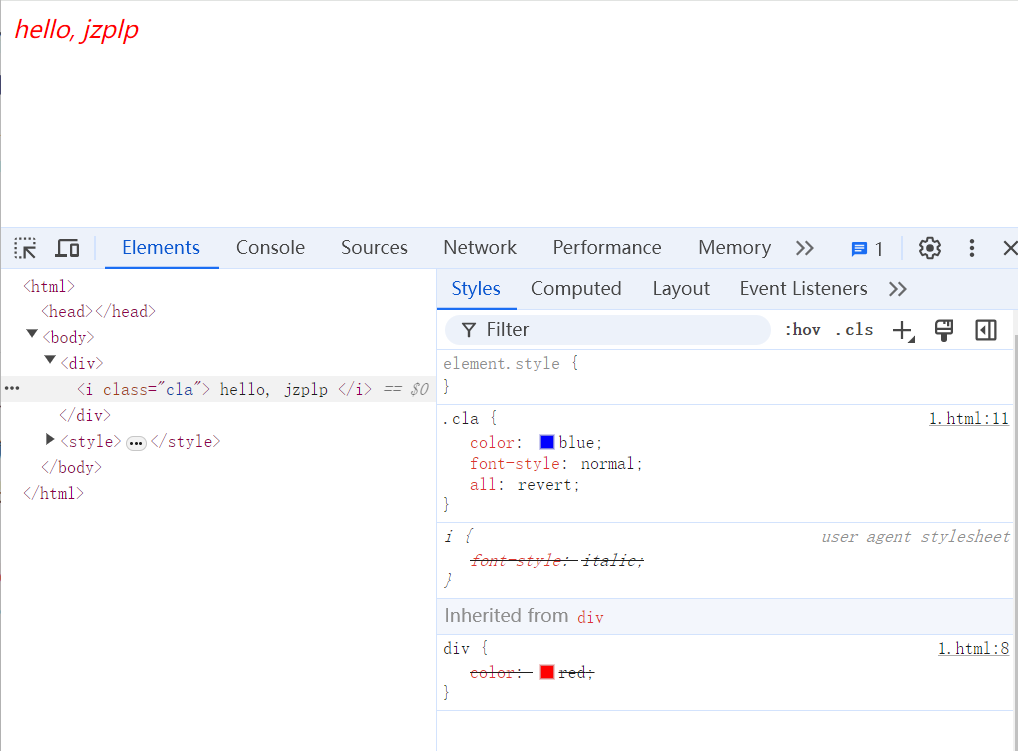 hello, jzplp
Elements Console Sources Network Performance Memory 1
<html>
<head></head>
<body>
<div>
<i class="cla"> hello, jzplp </i> == $0
</div>
<style> </style>
</body>
</html>
Styles Computed Layout Event Listeners
Filter :hov .cls
element.style {
}
.cla { 1.html:11
color: blue;
font-style: normal;
all: revert;
}
i { user agent stylesheet
font-style: italic;
}
Inherited from div
div { 1.html:8
color: red;
}